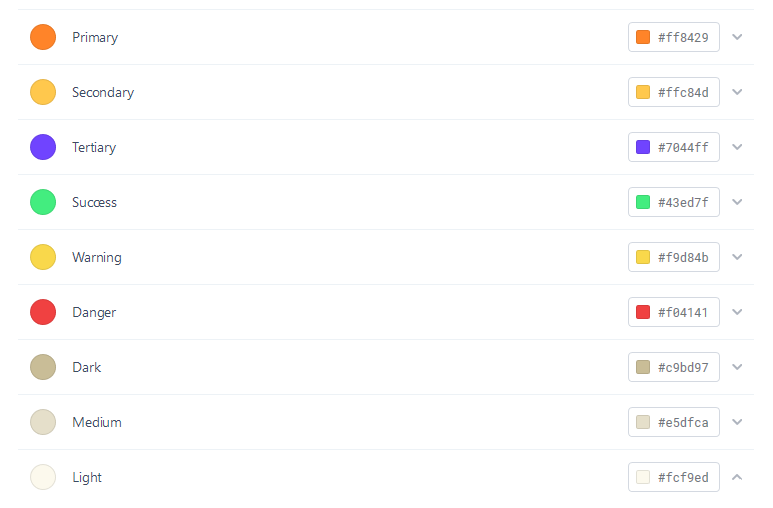 Primary #ff8429
Secondary #ffc84d
Tertiary #7044ff
Success #43ed7f
Warning #f9d84b
Danger #f04141
Dark #c9bd97
Medium #e5dfca
Light #fcf9ed